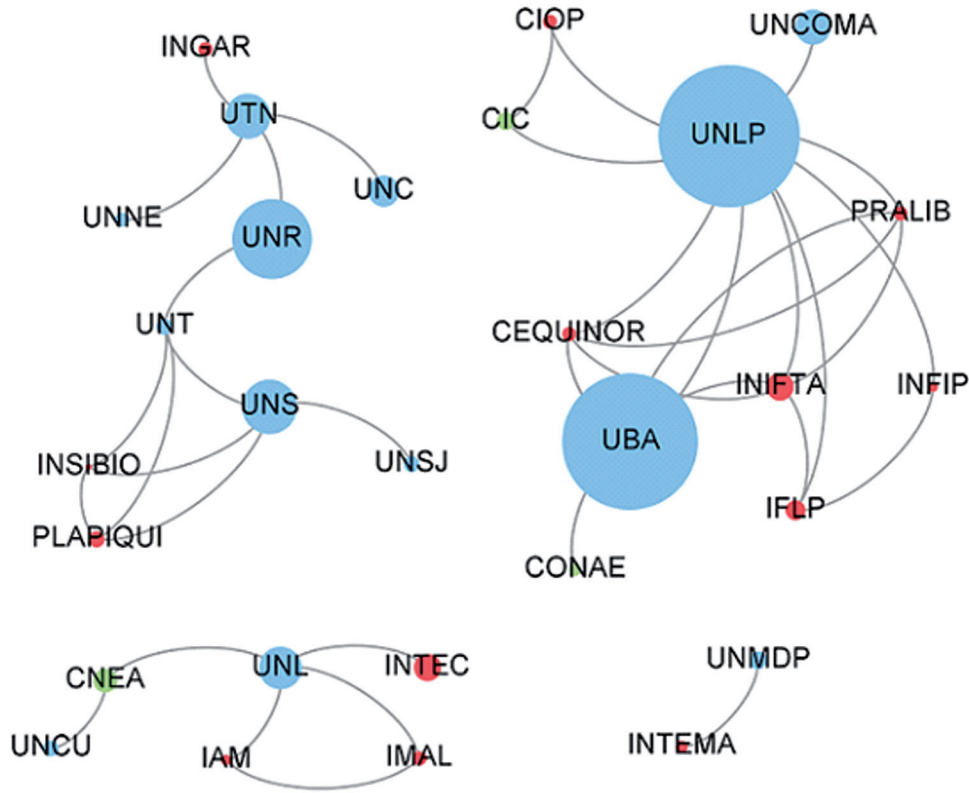 INGAR
UTN
UNNE
UNC
UNR
UNT
UNS
INSIBIO
UNSJ
PLAPIQUI
CIOP
UNCOMA
CIC
UNLP
PRALIB
CEQUINOR
INIFTA
INFIP
UBA
IFLP
CONAE
CNEA
UNL
INTEC
UNCU
IAM
IMAL
UNMDP
INTEMA